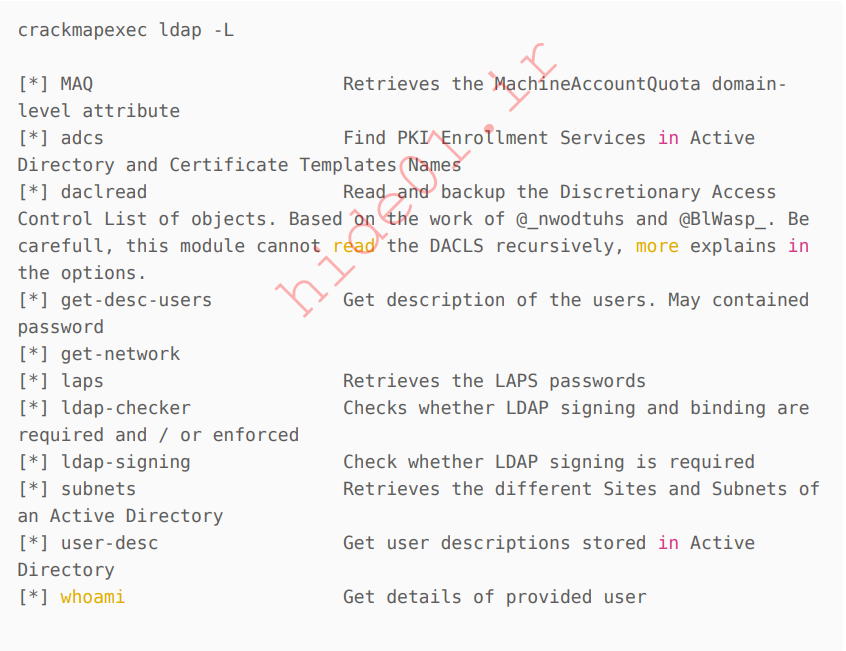 crackmapexec ldap -L
[*] MAQ Retrieves the MachineAccountQuota domain-
level attribute
[*] adcs Find PKI Enrollment Services in Active
Directory and Certificate Templates Names
[*] daclread Read and backup the Discretionary Access
Control List of objects. Based on the work of @_nwodtuhs and @BlWasp_. Be
carefull, this module cannot read the DACLS recursively, more explains in
the options.
[*] get-desc-users Get description of the users. May contained
password
[*] get-network
[*] laps Retrieves the LAPS passwords
[*] ldap-checker Checks whether LDAP signing and binding are
required and / or enforced
[*] ldap-signing Check whether LDAP signing is required
[*] subnets Retrieves the different Sites and Subnets of
an Active Directory
[*] user-desc Get user descriptions stored in Active
Directory
[*] whoami Get details of provided user
hide01.ir